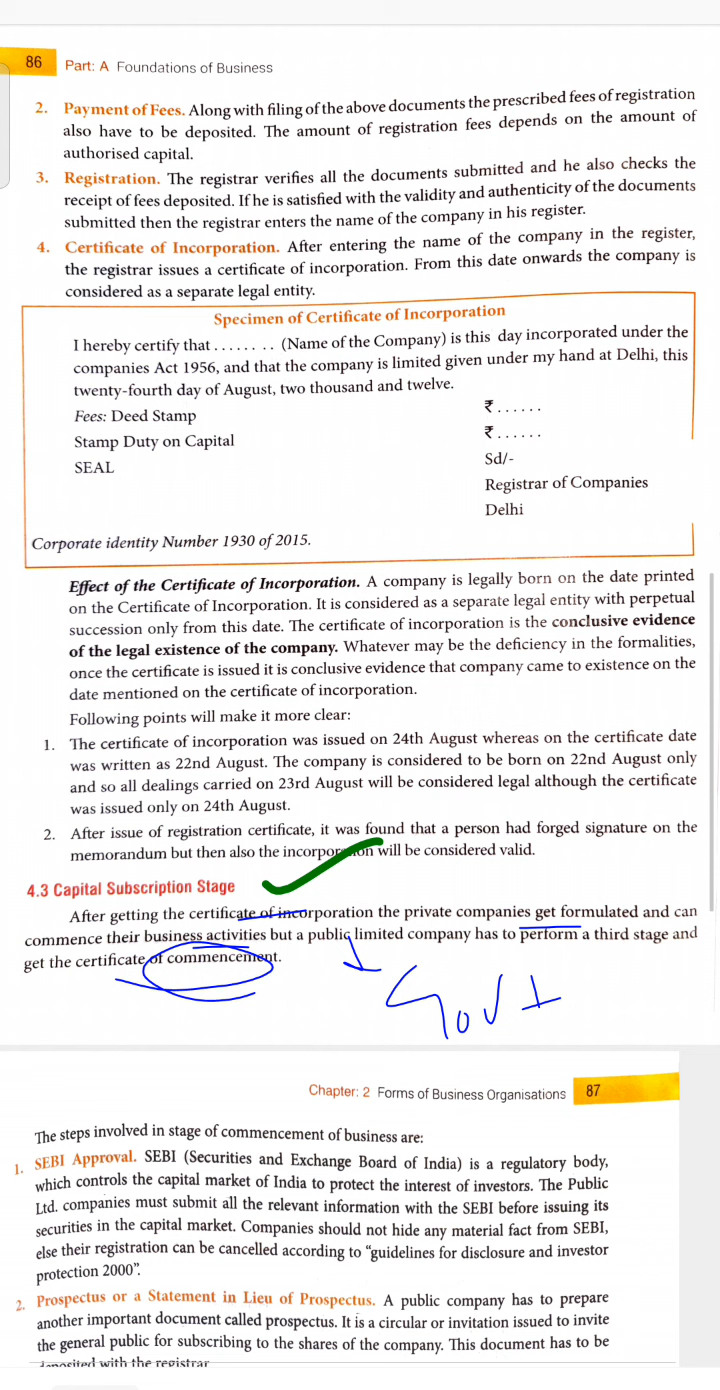 86 Part: A Foundations of Business
2. Payment of Fees. Along with filing of the above documents the prescribed fees of registration
also have to be deposited. The amount of registration fees depends on the amount of
authorised capital.
3. Registration. The registrar verifies all the documents submitted and he also checks the
receipt of fees deposited. If he is satisfied with the validity and authenticity of the documents
submitted then the registrar enters the name of the company in his register.
4. Certificate of Incorporation. After entering the name of the company in the register,
the registrar issues a certificate of incorporation. From this date onwards the company is
considered as a separate legal entity.
Specimen of Certificate of Incorporation
I hereby certify that . . . . . . . . (Name of the Company) is this day incorporated under the
companies Act 1956, and that the company is limited given under my hand at Delhi, this
twenty-fourth day of August, two thousand and twelve.
Fees: Deed Stamp ₹ . . . . . .
Stamp Duty on Capital ₹ . . . . . .
SEAL Sd/-
Registrar of Companies
Delhi
Corporate identity Number 1930 of 2015.
Effect of the Certificate of Incorporation. A company is legally born on the date printed
on the Certificate of Incorporation. It is considered as a separate legal entity with perpetual
succession only from this date. The certificate of incorporation is the conclusive evidence
of the legal existence of the company. Whatever may be the deficiency in the formalities,
once the certificate is issued it is conclusive evidence that company came to existence on the
date mentioned on the certificate of incorporation.
Following points will make it more clear:
1. The certificate of incorporation was issued on 24th August whereas on the certificate date
was written as 22nd August. The company is considered to be born on 22nd August only
and so all dealings carried on 23rd August will be considered legal although the certificate
was issued only on 24th August.
2. After issue of registration certificate, it was found that a person had forged signature on the
memorandum but then also the incorporation will be considered valid.
4.3 Capital Subscription Stage
After getting the certificate of incorporation the private companies get formulated and can
commence their business activities but a public limited company has to perform a third stage and
get the certificate of commencement.
Govt
Chapter: 2 Forms of Business Organisations 87
The steps involved in stage of commencement of business are:
1. SEBI Approval. SEBI (Securities and Exchange Board of India) is a regulatory body,
which controls the capital market of India to protect the interest of investors. The Public
Ltd. companies must submit all the relevant information with the SEBI before issuing its
securities in the capital market. Companies should not hide any material fact from SEBI,
else their registration can be cancelled according to “guidelines for disclosure and investor
protection 2000”.
2. Prospectus or a Statement in Lieu of Prospectus. A public company has to prepare
another important document called prospectus. It is a circular or invitation issued to invite
the general public for subscribing to the shares of the company. This document has to be
deposited with the registrar